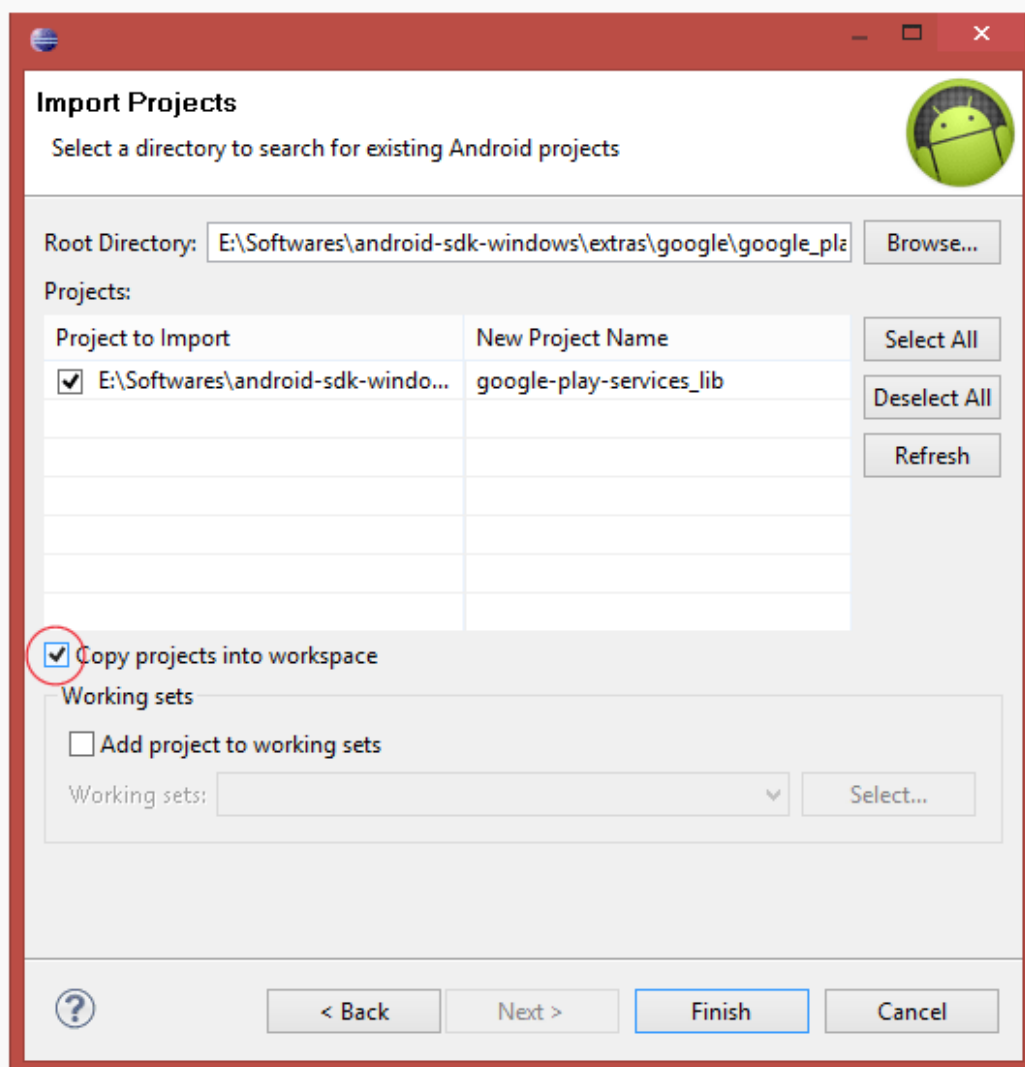 Import Projects
Select a directory to search for existing Android projects
Root Directory: E:\Softwares\android-sdk-windows\extras\google\google_pla Browse...
Projects:
Project to Import New Project Name Select All
E:\Softwares\android-sdk-windo... google-play-services_lib
Deselect All
Refresh
Copy projects into workspace
Working sets
Add project to working sets
Working sets: Select...
? < Back Next > Finish Cancel